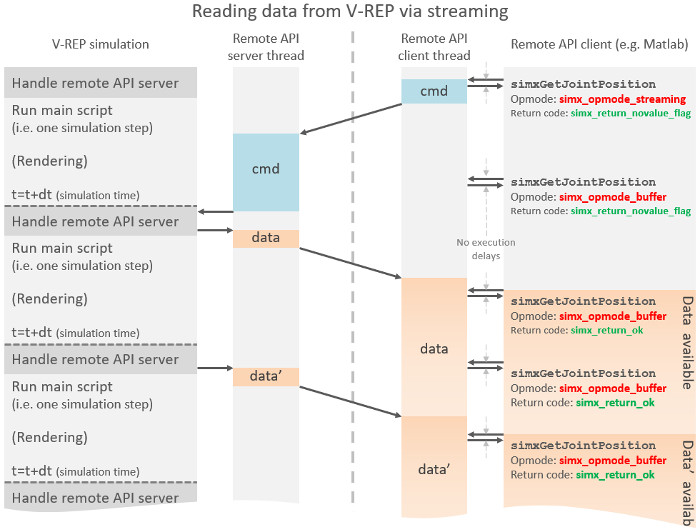 Reading data from V-REP via streaming
V-REP simulation
Remote API
server thread
Remote API
client thread
Remote API client (e.g. Matlab)
Handle remote API server
Run main script
(i.e. one simulation step)
(Rendering)
t=t+dt (simulation time)
Handle remote API server
Run main script
(i.e. one simulation step)
(Rendering)
t=t+dt (simulation time)
Handle remote API server
Run main script
(i.e. one simulation step)
(Rendering)
t=t+dt (simulation time)
Handle remote API server
cmd
data
data’
cmd
data
data’
No execution
delays
simxGetJointPosition
Opmode: simx_opmode_streaming
Return code: simx_return_novalue_flag
simxGetJointPosition
Opmode: simx_opmode_buffer
Return code: simx_return_novalue_flag
simxGetJointPosition
Opmode: simx_opmode_buffer
Return code: simx_return_ok
simxGetJointPosition
Opmode: simx_opmode_buffer
Return code: simx_return_ok
simxGetJointPosition
Opmode: simx_opmode_buffer
Return code: simx_return_ok
Data available
Data available